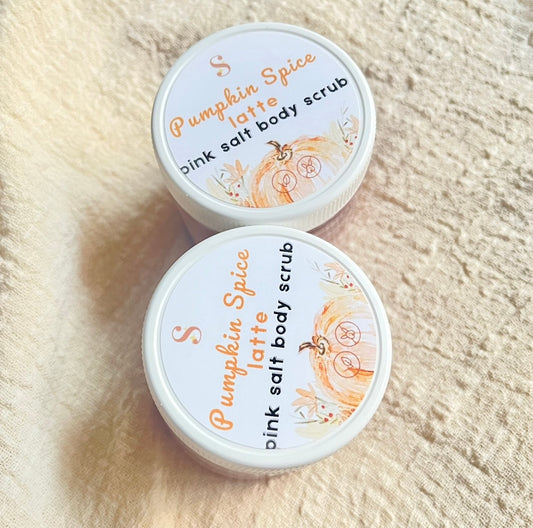 S
Pumpkin Spice
latte
pink salt body scrub
S
Pumpkin Spice
latte
pink salt body scrub